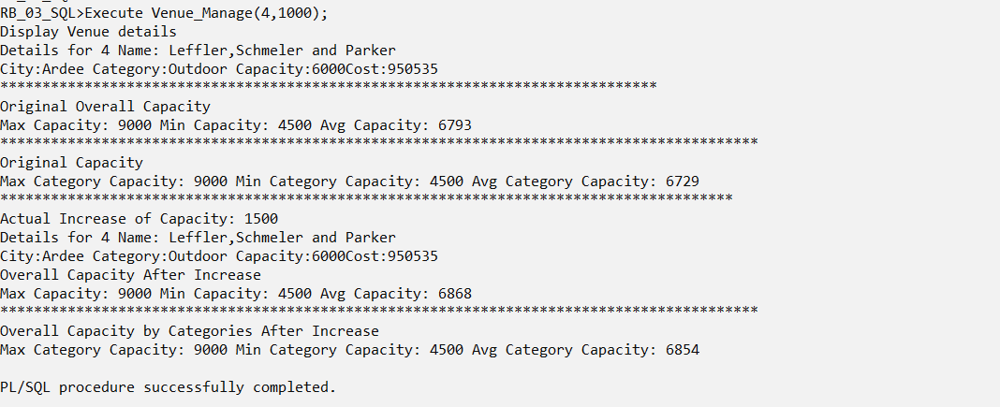 RB_03_SQL>Execute Venue_Manage(4,1000);
Display Venue details
Details for 4 Name: Leffler,Schmeler and Parker
City:Ardee Category:Outdoor Capacity:6000Cost:950535
******************************************************************************
Original Overall Capacity
Max Capacity: 9000 Min Capacity: 4500 Avg Capacity: 6793
******************************************************************************************
Original Capacity
Max Category Capacity: 9000 Min Category Capacity: 4500 Avg Category Capacity: 6729
***************************************************************************************
Actual Increase of Capacity: 1500
Details for 4 Name: Leffler,Schmeler and Parker
City:Ardee Category:Outdoor Capacity:6000Cost:950535
Overall Capacity After Increase
Max Capacity: 9000 Min Capacity: 4500 Avg Capacity: 6868
******************************************************************************************
Overall Capacity by Categories After Increase
Max Category Capacity: 9000 Min Category Capacity: 4500 Avg Category Capacity: 6854
PL/SQL procedure successfully completed.